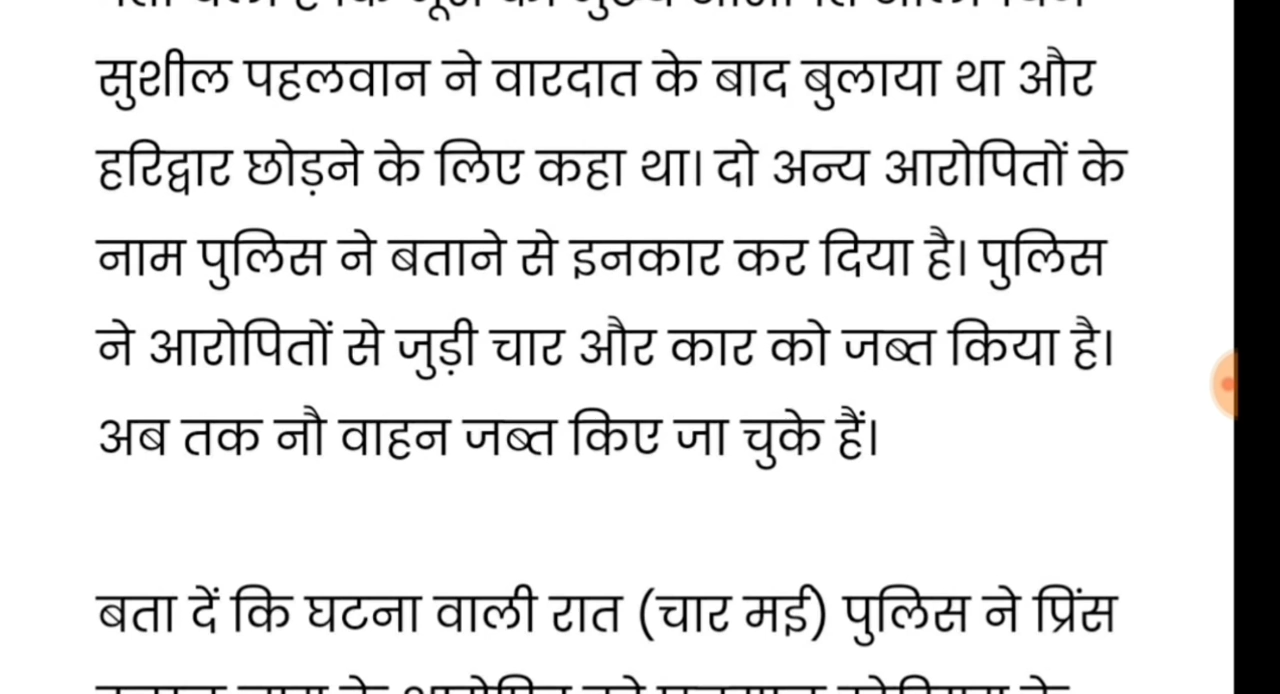 सुशील पहलवान ने वारदात के बाद बुलाया था और
हरिद्वार छोड़ने के लिए कहा था। दो अन्य आरोपितों के
नाम पुलिस ने बताने से इनकार कर दिया है। पुलिस
ने आरोपितों से जुड़ी चार और कार को जब्त किया है।
अब तक नौ वाहन जब्त किए जा चुके हैं।
बता दें कि घटना वाली रात (चार मई) पुलिस ने प्रिंस